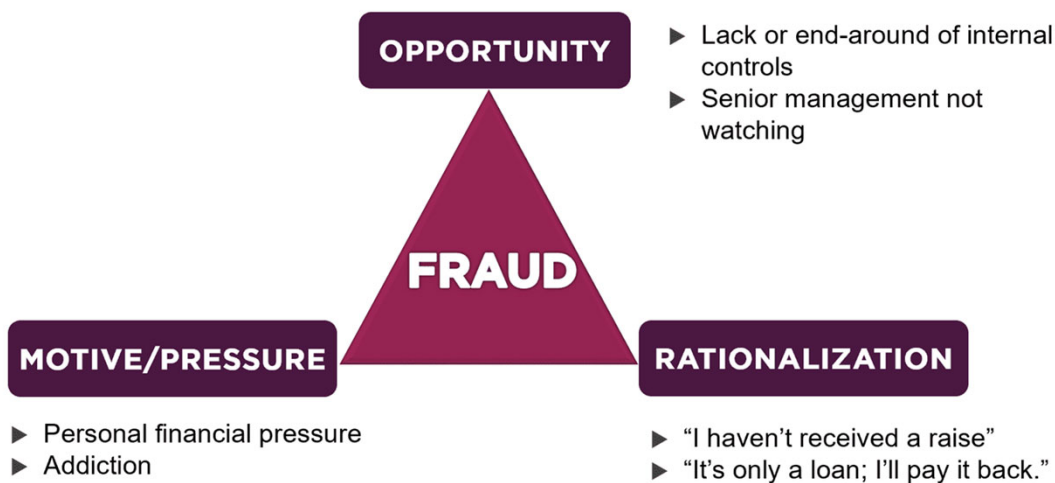 OPPORTUNITY
▶ Lack or end-around of internal
controls
▶ Senior management not
watching
FRAUD
MOTIVE/PRESSURE
▶ Personal financial pressure
▶ Addiction
RATIONALIZATION
▶ “I haven’t received a raise”
▶ “It’s only a loan; I’ll pay it back.”